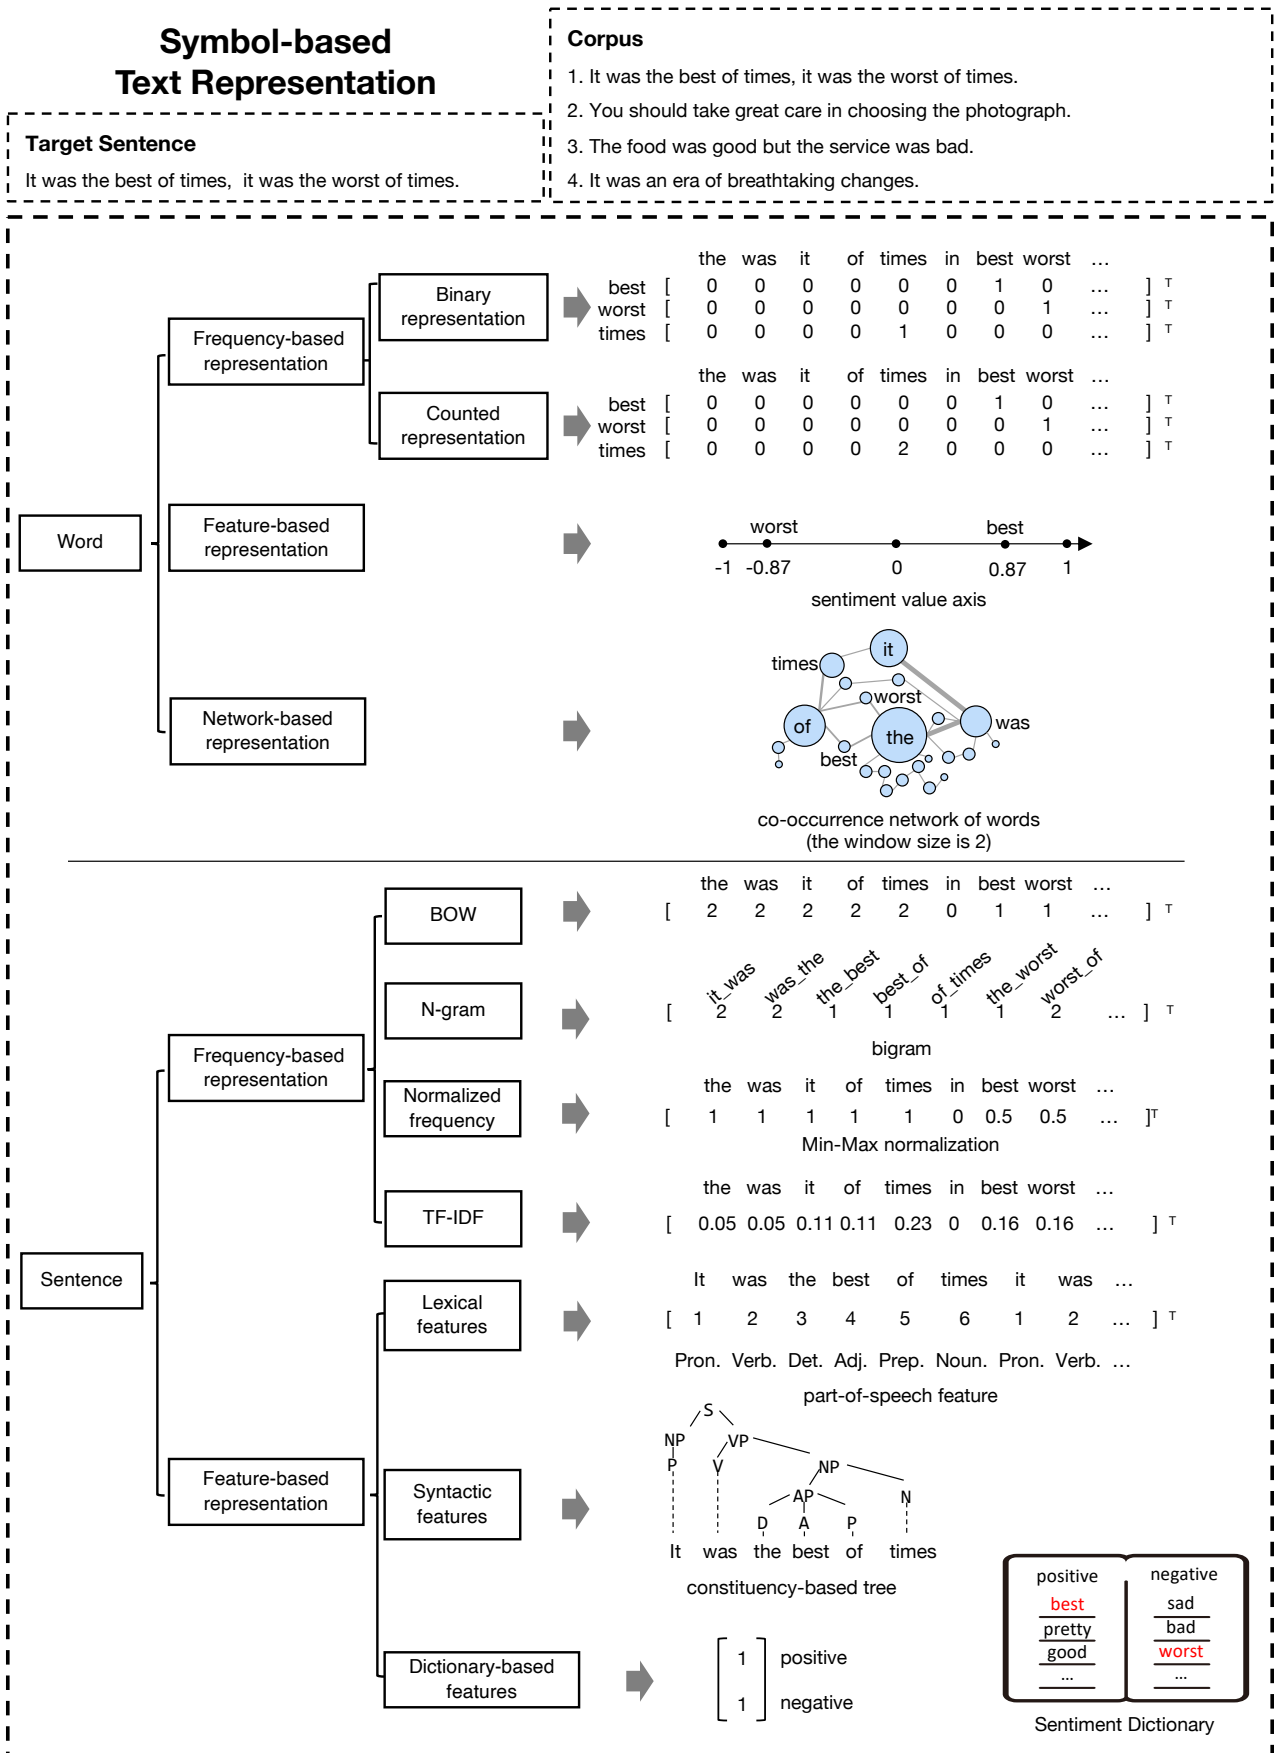 Symbol-based
Text Representation
Target Sentence
It was the best of times,  it was the worst of times.
Corpus
1. It was the best of times, it was the worst of times.
2. You should take great care in choosing the photograph.
3. The food was good but the service was bad.
4. It was an era of breathtaking changes.
Word
Frequency-based
representation
Binary
representation
the was it of times in best worst ...
best [ 0 0 0 0 0 0 1 0 ... ] T
worst [ 0 0 0 0 0 0 0 1 ... ] T
times [ 0 0 0 0 1 0 0 0 ... ] T
Counted
representation
the was it of times in best worst ...
best [ 0 0 0 0 0 0 1 0 ... ] T
worst [ 0 0 0 0 0 0 0 1 ... ] T
times [ 0 0 0 0 2 0 0 0 ... ] T
Feature-based
representation
worst best
-1 -0.87 0 0.87 1
sentiment value axis
Network-based
representation
it
times
worst
of
the
was
best
co-occurrence network of words
(the window size is 2)
Sentence
Frequency-based
representation
BOW
the was it of times in best worst ...
[ 2 2 2 2 2 0 1 1 ... ] T
N-gram
it_was was_the the_best best_of of_times the_worst worst_of
[ 2 2 1 1 1 1 2 ... ] T
bigram
Normalized
frequency
the was it of times in best worst ...
[ 1 1 1 1 1 0 0.5 0.5 ... ]T
Min-Max normalization
TF-IDF
the was it of times in best worst ...
[ 0.05 0.05 0.11 0.11 0.23 0 0.16 0.16 ... ] T
Feature-based
representation
Lexical
features
It was the best of times it was ...
[ 1 2 3 4 5 6 1 2 ... ] T
Pron. Verb. Det. Adj. Prep. Noun. Pron. Verb. ...
part-of-speech feature
Syntactic
features
S
NP VP
P V NP
AP N
D A P
It was the best of times
constituency-based tree
Dictionary-based
features
1 positive
1 negative
positive negative
best sad
pretty bad
good worst
... ...
Sentiment Dictionary